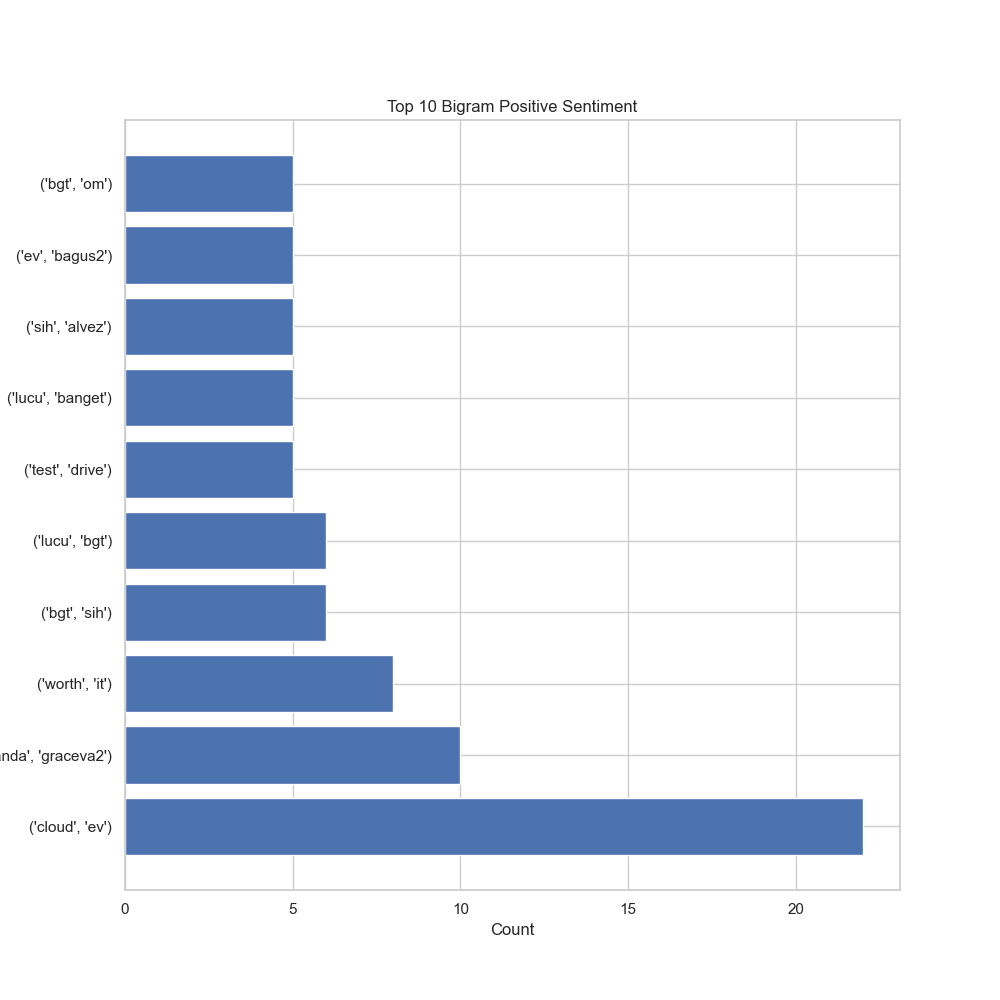 Top 10 Bigram Positive Sentiment
('bgt', 'om')
('ev', 'bagus2')
('sih', 'alvez')
('lucu', 'banget')
('test', 'drive')
('lucu', 'bgt')
('bgt', 'sih')
('worth', 'it')
'graceva2')
('cloud', 'ev')
0 5 10 15 20
Count